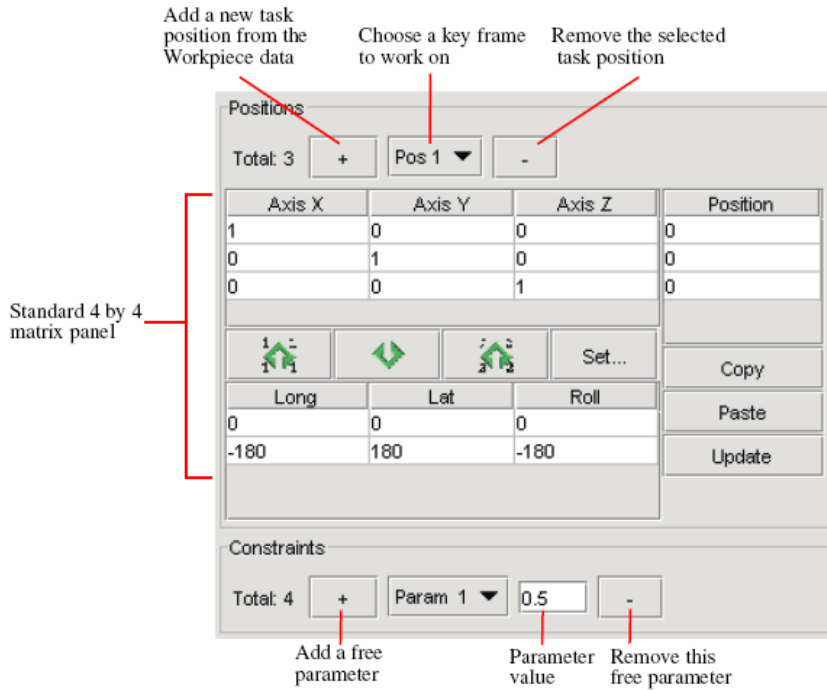 Add a new task
position from the
Workpiece data
Choose a key frame
to work on
Remove the selected
task position
Positions
Total: 3 + Pos 1 -
Axis X Axis Y Axis Z Position
1 0 0 0
0 1 0 0
0 0 1 0
Standard 4 by 4
matrix panel
Set...
Copy
Long Lat Roll
0 0 0
Paste
-180 180 -180
Update
Constraints
Total: 4 + Param 1 0.5 -
Add a free
parameter
Parameter
value
Remove this
free parameter